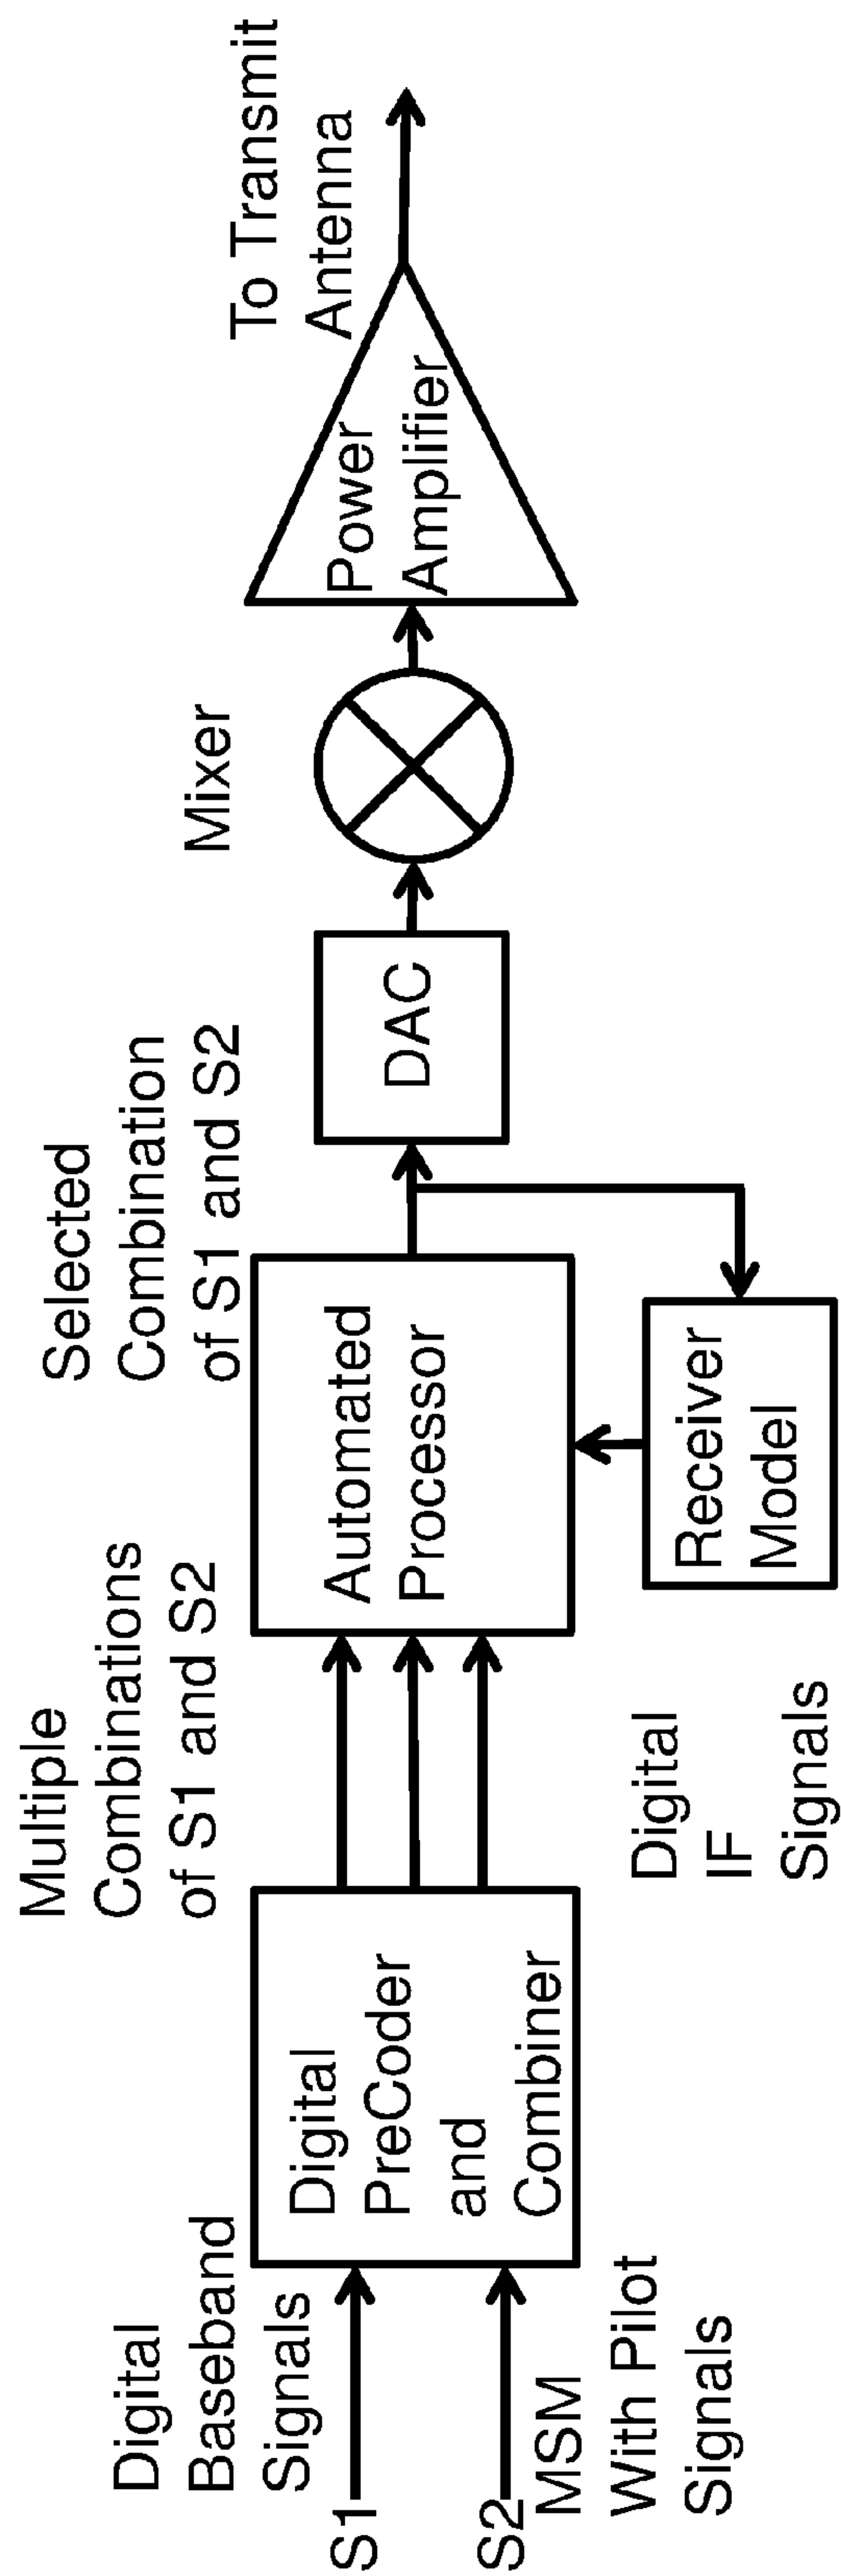 Digital
Baseband
Signals
S1
S2
MSM
With Pilot
Signals
Digital
PreCoder
and
Combiner
Multiple
Combinations
of S1 and S2
Digital
IF
Signals
Automated
Processor
Receiver
Model
Selected
Combination
of S1 and S2
DAC
Mixer
Power
Amplifier
To Transmit
Antenna